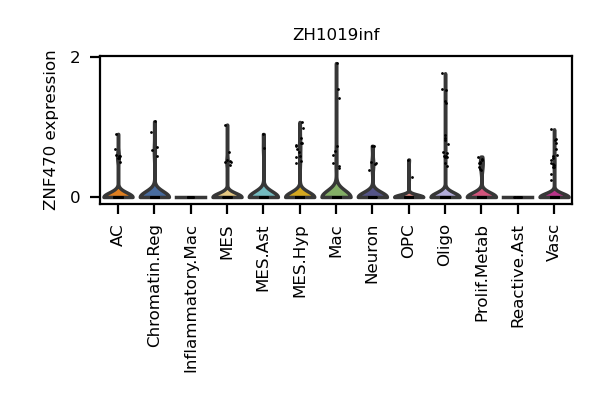 ZH1019inf
ZNF470 expression
2
0
AC
Chromatin.Reg
Inflammatory.Mac
MES
MES.Ast
MES.Hyp
Mac
Neuron
OPC
Oligo
Prolif.Metab
Reactive.Ast
Vasc